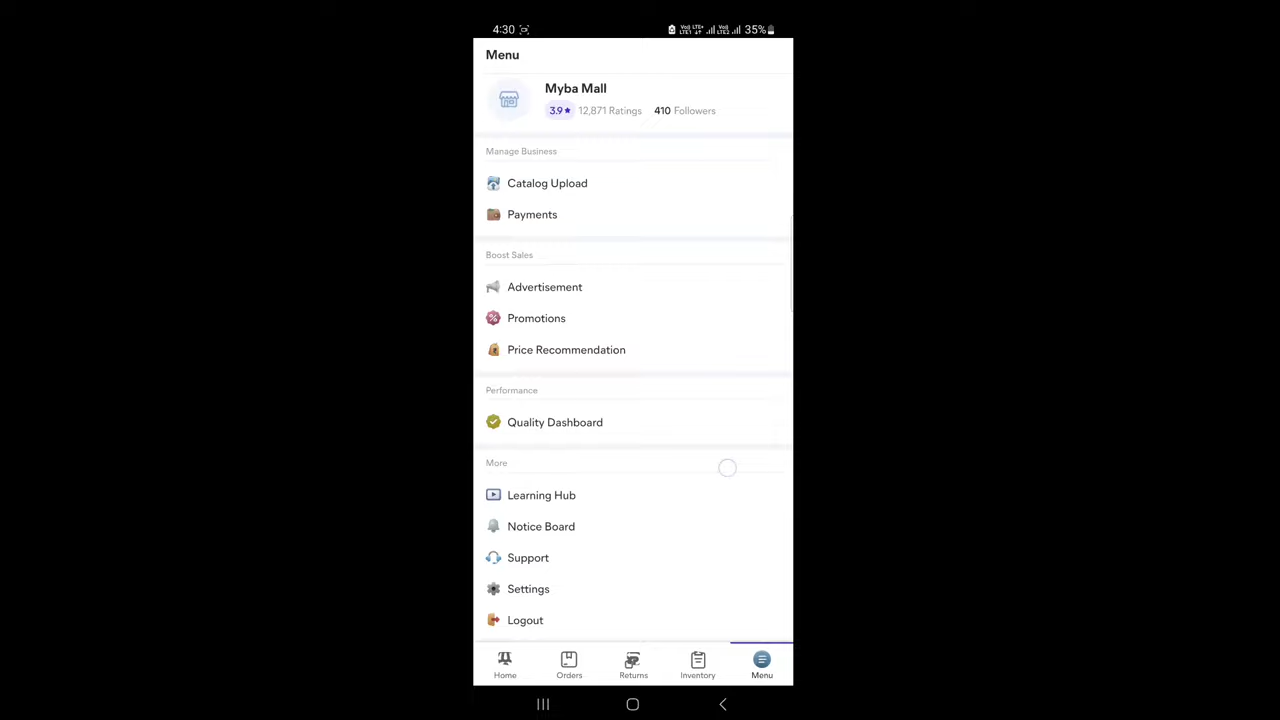 4:30 35%
Menu
Myba Mall
3.9★ 12,871 Ratings 410 Followers
Manage Business
Catalog Upload
Payments
Boost Sales
Advertisement
Promotions
Price Recommendation
Performance
Quality Dashboard
More
Learning Hub
Notice Board
Support
Settings
Logout
Home Orders Returns Inventory Menu